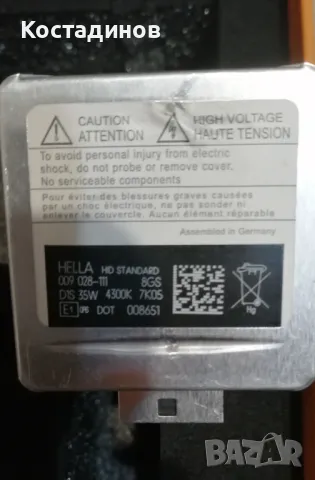 Костадинов
CAUTION
ATTENTION
HIGH VOLTAGE
HAUTE TENSION
To avoid personal injury from electric
shock, do not probe or remove cover.
No serviceable components
Pour éviter des blessures graves causées
par un choc électrique, ne pas sonder ni
enlever le couvercle. Aucun élément réparable
Assembled in Germany
HELLA HID STANDARD
009 028-111 8GS
D1S 35W 4300K 7K05
E1 DOT 008651
Hg
BAZAR